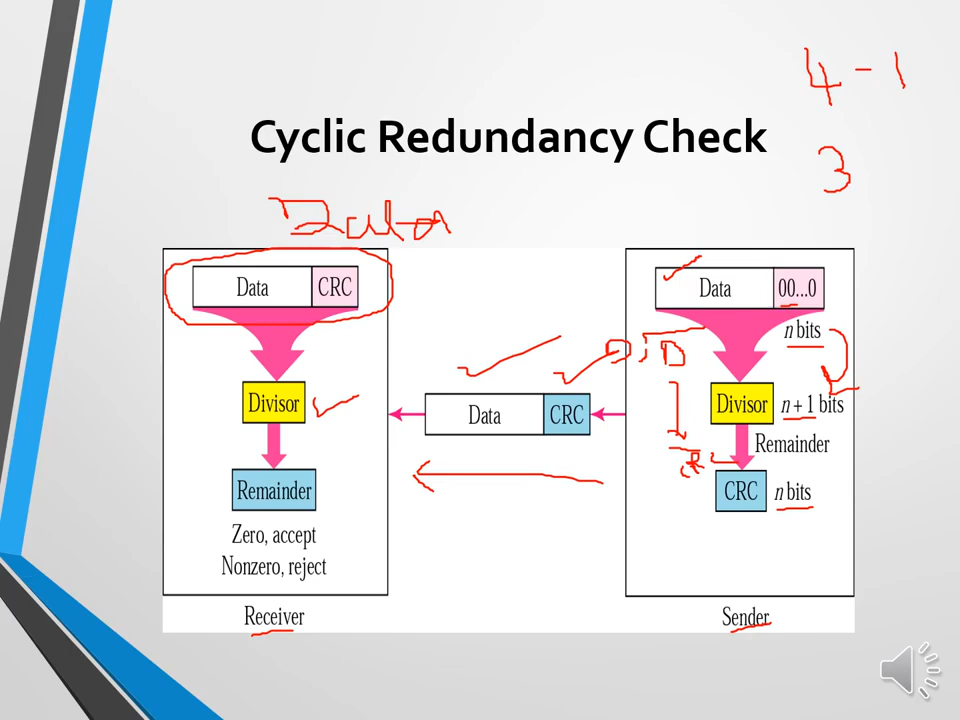 4 - 1
Cyclic Redundancy Check
3
Data
Data CRC
Data 00...0
n bits
Divisor
Data CRC
Divisor n + 1 bits
Remainder
Remainder
CRC n bits
Zero, accept
Nonzero, reject
Receiver
Sender